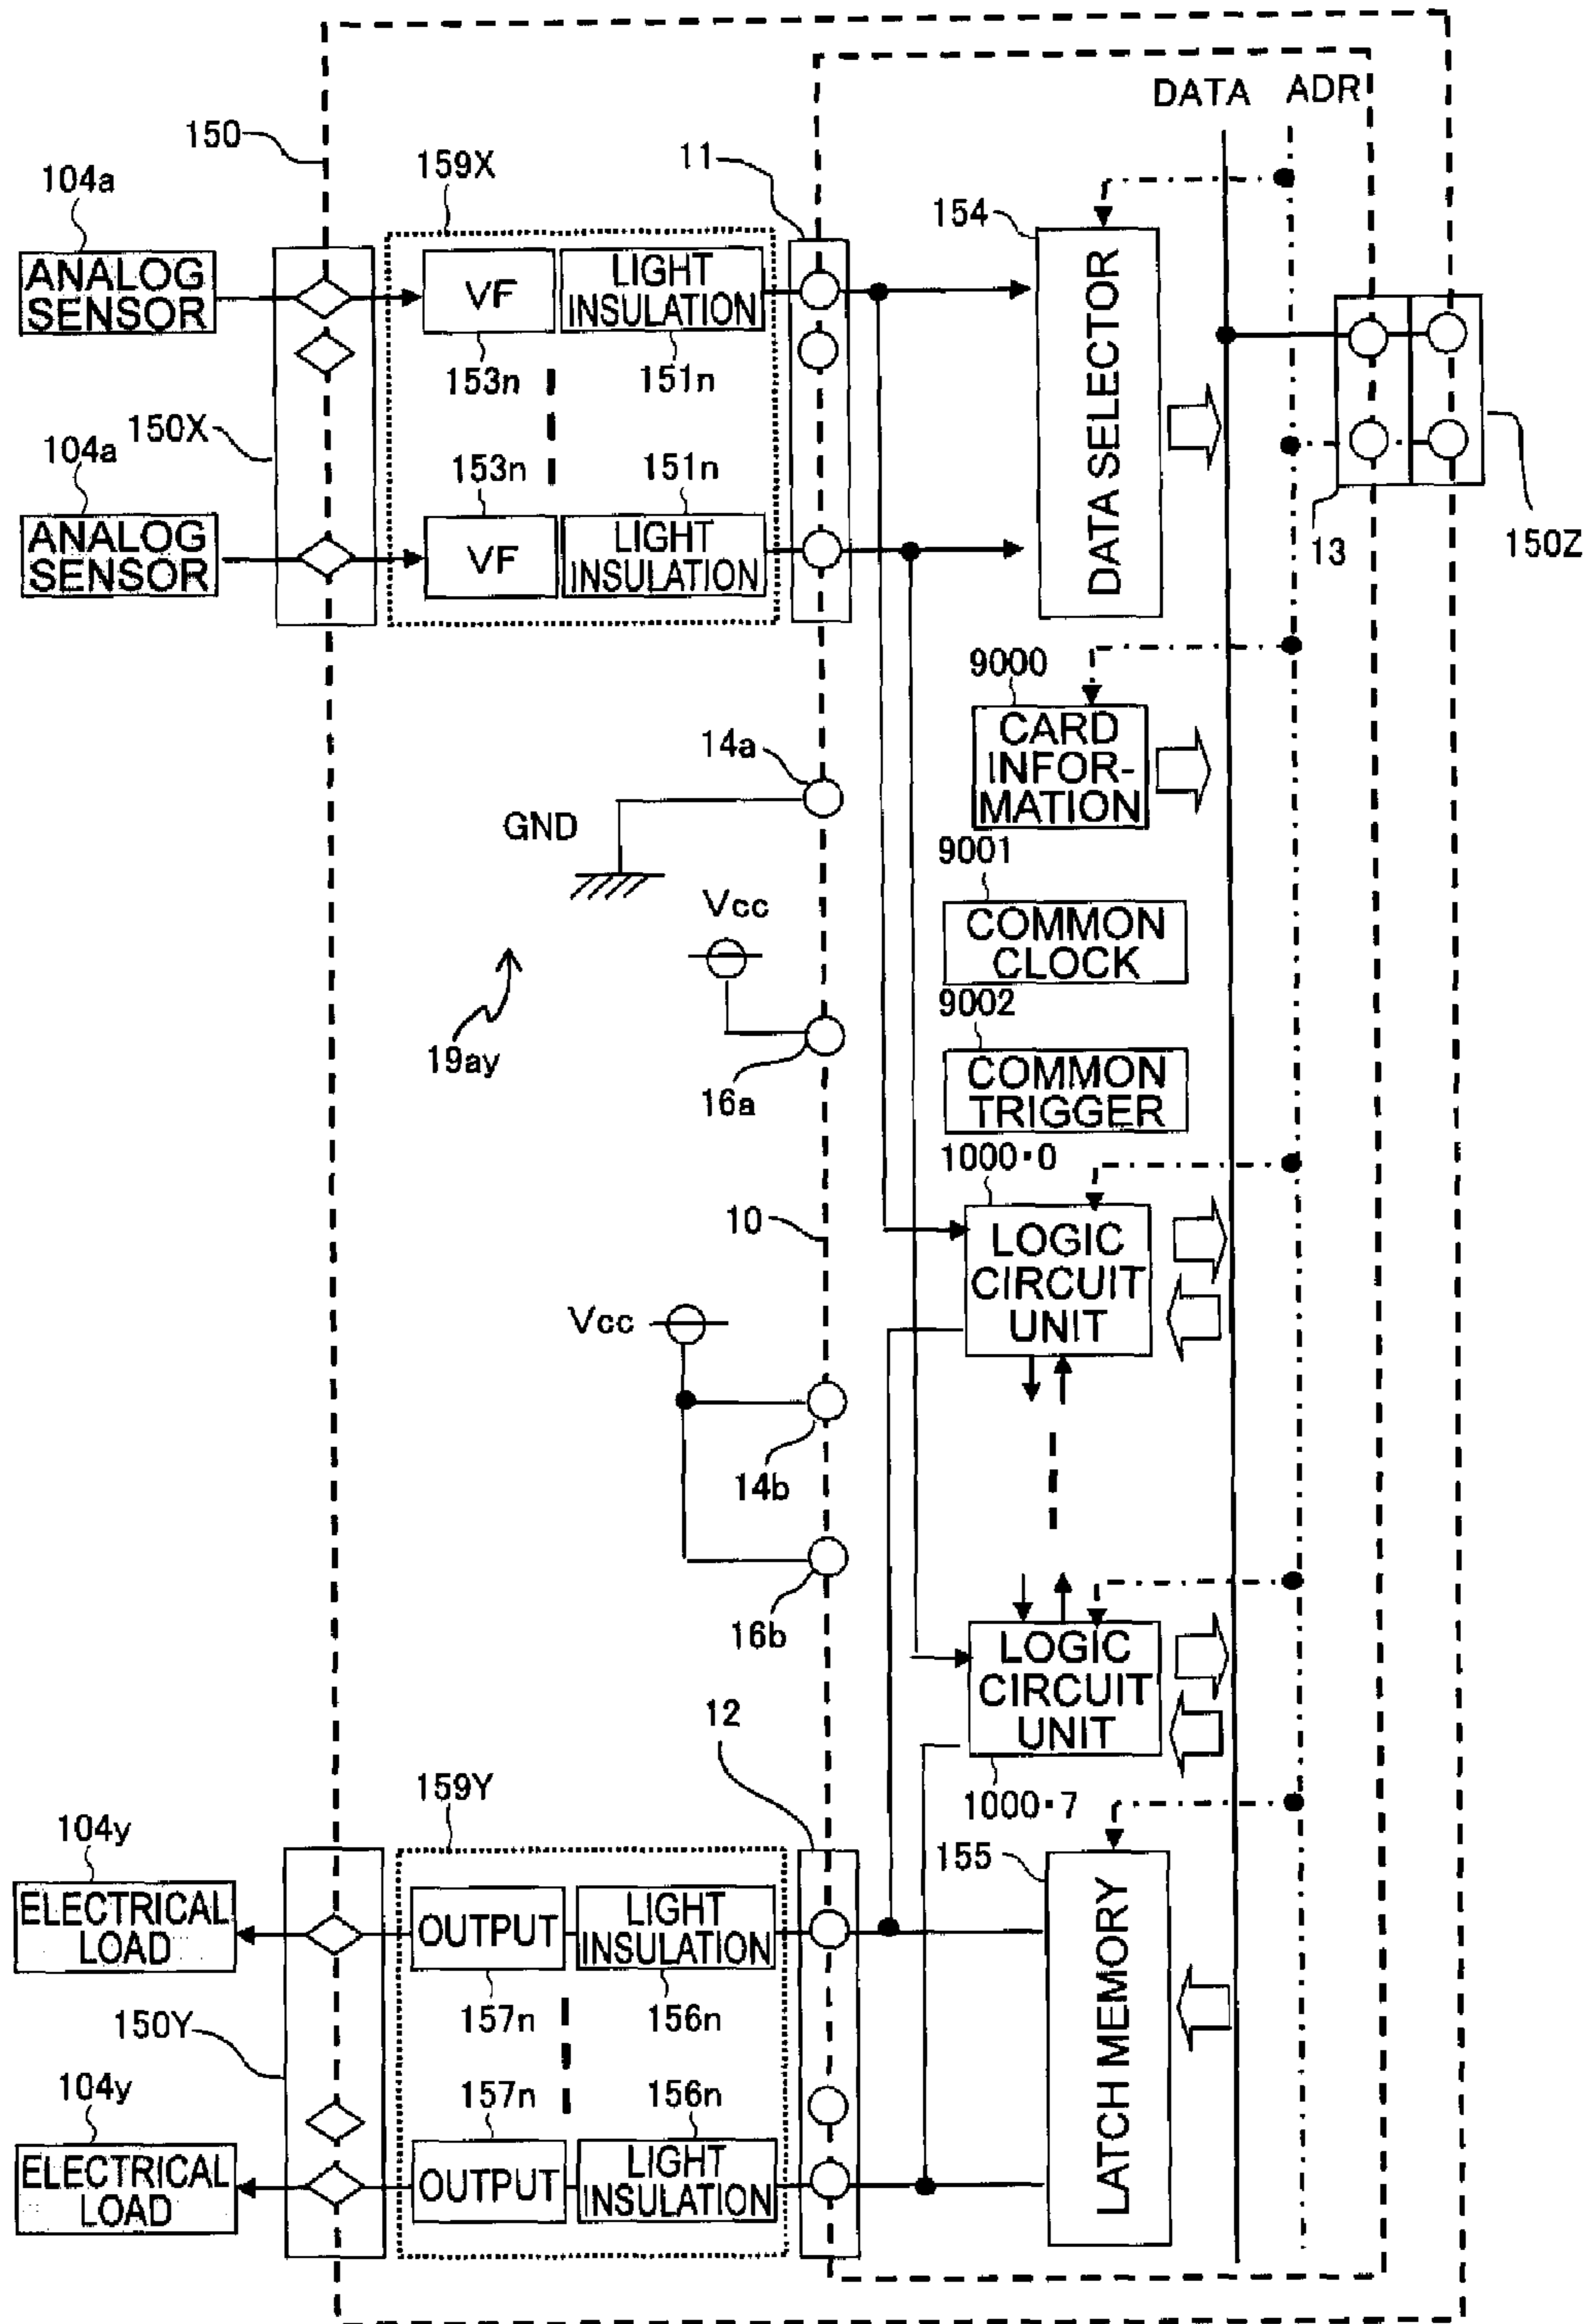 DATA ADR
150
159X
11
104a
154
ANALOG
SENSOR
VF
LIGHT
INSULATION
DATA SELECTOR
153n
151n
150X
104a
153n
151n
ANALOG
SENSOR
VF
LIGHT
INSULATION
13
150Z
9000
CARD
INFOR-
MATION
14a
GND
9001
COMMON
CLOCK
Vcc
9002
19ay
COMMON
TRIGGER
16a
1000·0
10
LOGIC
CIRCUIT
UNIT
Vcc
14b
16b
LOGIC
CIRCUIT
UNIT
12
159Y
1000·7
104y
155
ELECTRICAL
LOAD
OUTPUT
LIGHT
INSULATION
LATCH MEMORY
157n
156n
150Y
104y
157n
156n
ELECTRICAL
LOAD
OUTPUT
LIGHT
INSULATION